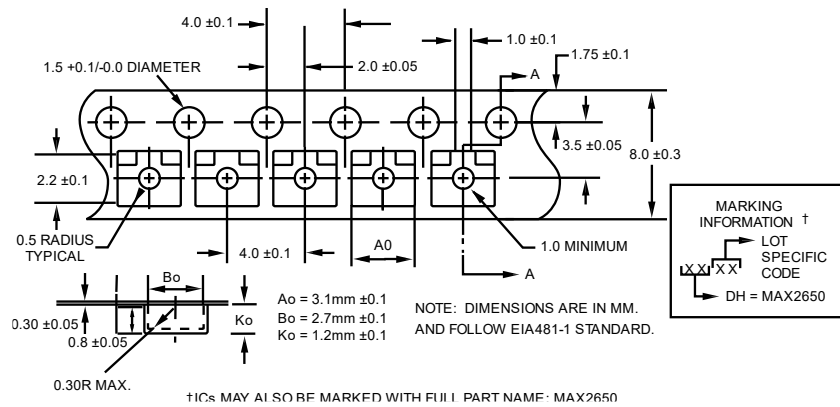 4.0 ±0.1
1.0 ±0.1
1.75 ±0.1
1.5 +0.1/-0.0 DIAMETER
2.0 ±0.05
A
3.5 ±0.05
8.0 ±0.3
2.2 ±0.1
0.5 RADIUS
TYPICAL
4.0 ±0.1
A0
1.0 MINIMUM
A
MARKING
INFORMATION †
LOT
SPECIFIC
CODE
XX XX
DH = MAX2650
Bo
Ko
0.30 ±0.05
0.8 ±0.05
0.30R MAX.
Ao = 3.1mm ±0.1
Bo = 2.7mm ±0.1
Ko = 1.2mm ±0.1
NOTE: DIMENSIONS ARE IN MM.
AND FOLLOW EIA481-1 STANDARD.
†ICs MAY ALSO BE MARKED WITH FULL PART NAME: MAX2650